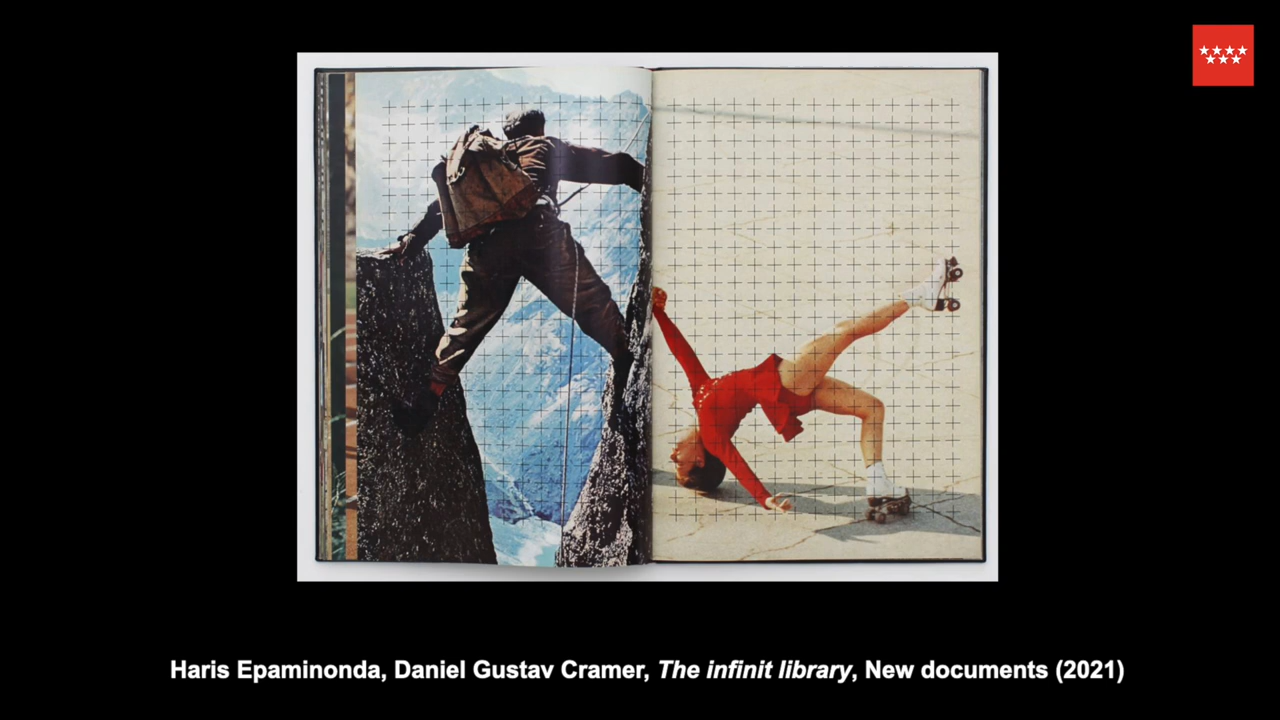 Haris Epaminonda, Daniel Gustav Cramer, The infinit library, New documents (2021)